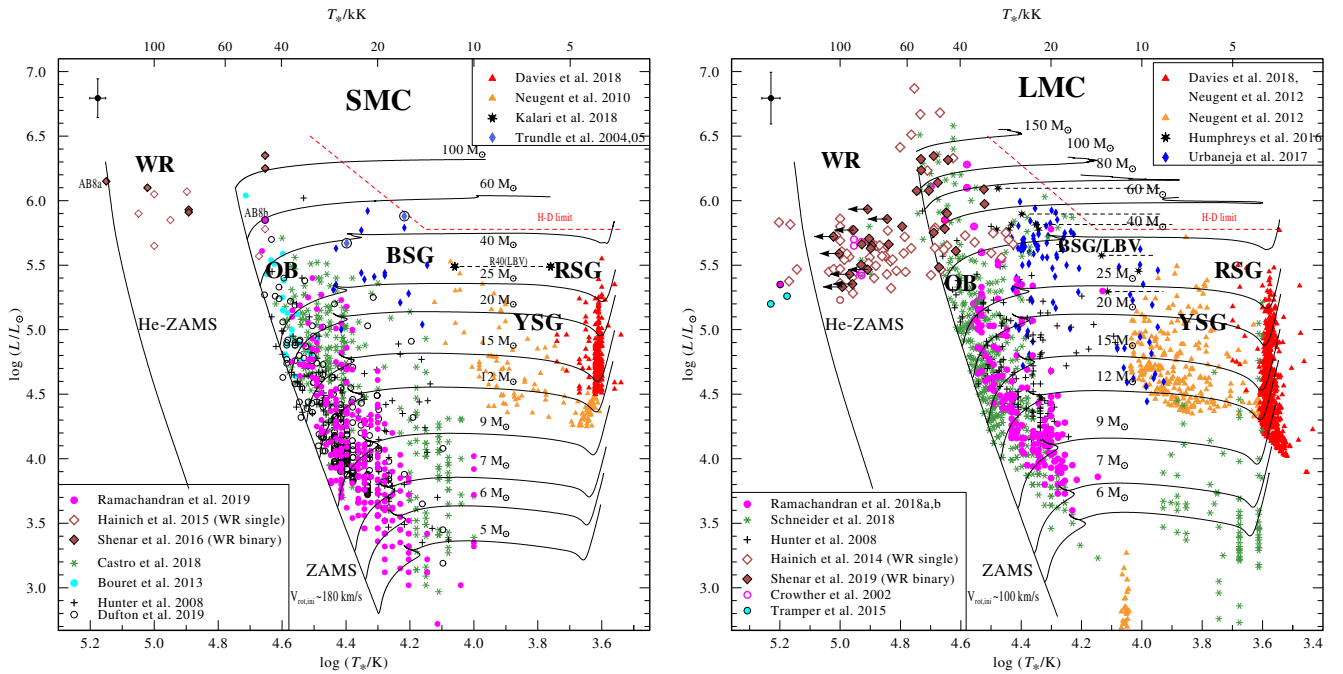 T*/kK
100
60
40
20
10
5
SMC
Davies et al. 2018
Neugent et al. 2010
Kalari et al. 2018
Trundle et al. 2004,05
7.0
6.5
6.0
5.5
5.0
4.5
4.0
3.5
3.0
log (L/L⊙)
WR
AB8a
AB8b
OB
BSG
RSG
YSG
H-D limit
R40(LBV)
He-ZAMS
ZAMS
V rot,ini ~180 km/s
100 M⊙
60 M⊙
40 M⊙
25 M⊙
20 M⊙
15 M⊙
12 M⊙
9 M⊙
7 M⊙
6 M⊙
5 M⊙
Ramachandran et al. 2019
Hainich et al. 2015 (WR single)
Shenar et al. 2016 (WR binary)
Castro et al. 2018
Bouret et al. 2013
Hunter et al. 2008
Dufton et al. 2019
5.2
5.0
4.8
4.6
4.4
4.2
4.0
3.8
3.6
log (T*/K)
T*/kK
100
60
40
20
10
5
LMC
Davies et al. 2018,
Neugent et al. 2012
Neugent et al. 2012
Humphreys et al. 2016
Urbaneja et al. 2017
7.0
6.5
6.0
5.5
5.0
4.5
4.0
3.5
3.0
log (L/L⊙)
WR
OB
BSG/LBV
RSG
YSG
H-D limit
He-ZAMS
ZAMS
V rot,ini ~100 km/s
150 M⊙
100 M⊙
80 M⊙
60 M⊙
40 M⊙
25 M⊙
20 M⊙
15 M⊙
12 M⊙
9 M⊙
7 M⊙
6 M⊙
Ramachandran et al. 2018a,b
Schneider et al. 2018
Hunter et al. 2008
Hainich et al. 2014 (WR single)
Shenar et al. 2019 (WR binary)
Crowther et al. 2002
Tramper et al. 2015
5.2
5.0
4.8
4.6
4.4
4.2
4.0
3.8
3.6
3.4
log (T*/K)